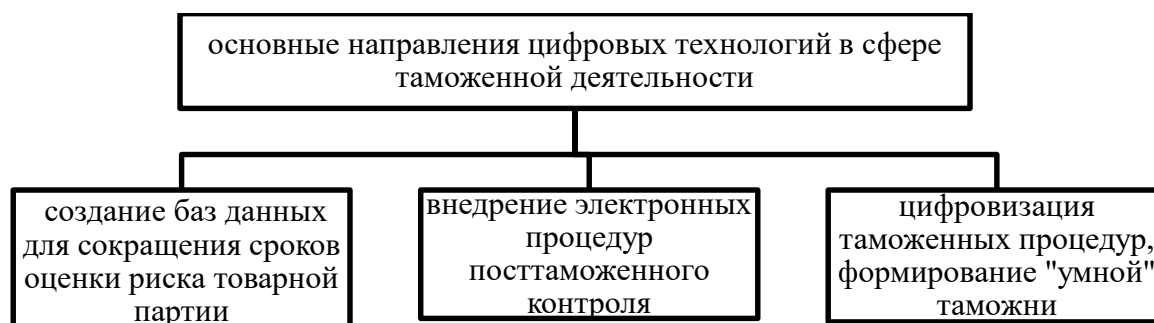 основные направления цифровых технологий в сфере
таможенной деятельности
создание баз данных
для сокращения сроков
оценки риска товарной
партии
внедрение электронных
процедур
посттаможенного
контроля
цифровизация
таможенных процедур,
формирование "умной"
таможни